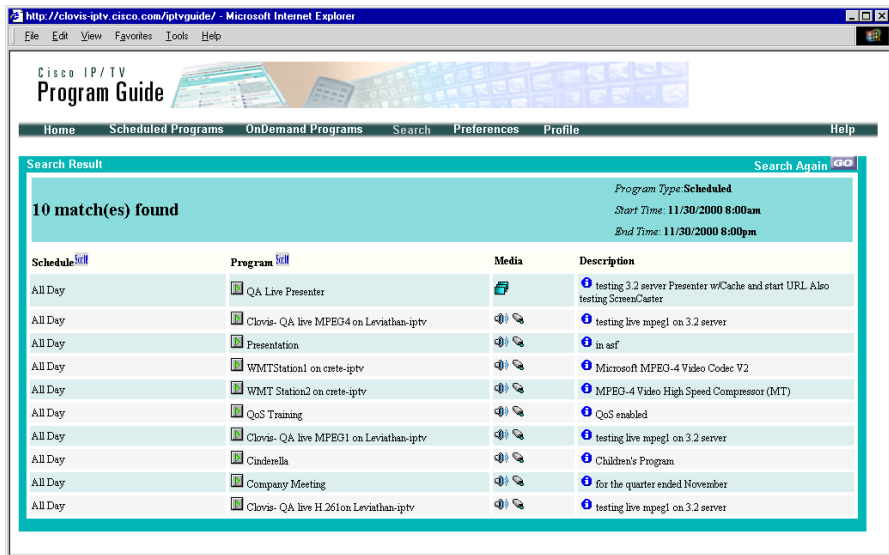 http://clovis-iptv.cisco.com/iptvguide/ - Microsoft Internet Explorer
File Edit View Favorites Tools Help
Cisco IP/TV
Program Guide
Home Scheduled Programs OnDemand Programs Search Preferences Profile Help
Search Result Search Again GO
10 match(es) found
Program Type:Scheduled
Start Time: 11/30/2000 8:00am
End Time: 11/30/2000 8:00pm
Schedule Program Media Description
All Day QA Live Presenter testing 3.2 server Presenter w/Cache and start URL Also
testing ScreenCaster
All Day Clovis- QA live MPEG4 on Leviathan-iptv testing live mpeg1 on 3.2 server
All Day Presentation in asf
All Day WMTStation1 on crete-iptv Microsoft MPEG-4 Video Codec V2
All Day WMT Station2 on crete-iptv MPEG-4 Video High Speed Compressor (MT)
All Day QoS Training QoS enabled
All Day Clovis- QA live MPEG1 on Leviathan-iptv testing live mpeg1 on 3.2 server
All Day Cinderella Children's Program
All Day Company Meeting for the quarter ended November
All Day Clovis- QA live H.261on Leviathan-iptv testing live mpeg1 on 3.2 server